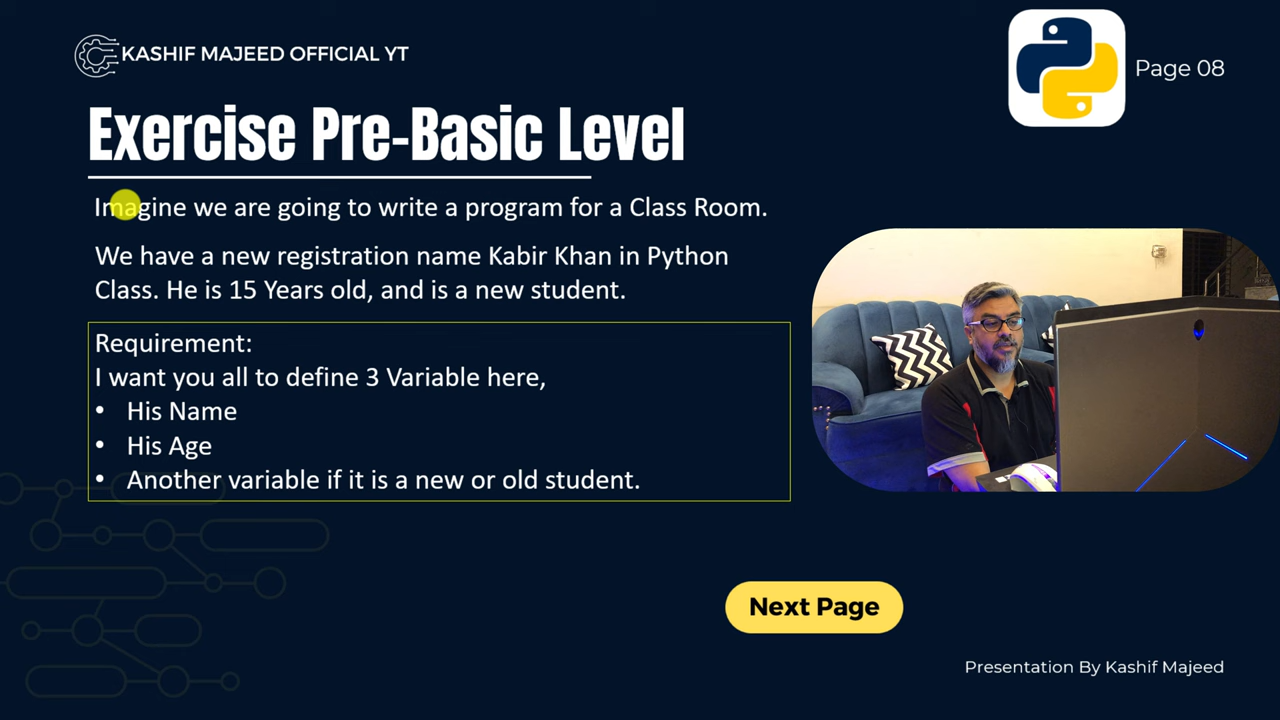 KASHIF MAJEED OFFICIAL YT
Page 08
Exercise Pre-Basic Level
Imagine we are going to write a program for a Class Room.
We have a new registration name Kabir Khan in Python
Class. He is 15 Years old, and is a new student.
Requirement:
I want you all to define 3 Variable here,
• His Name
• His Age
• Another variable if it is a new or old student.
Next Page
Presentation By Kashif Majeed